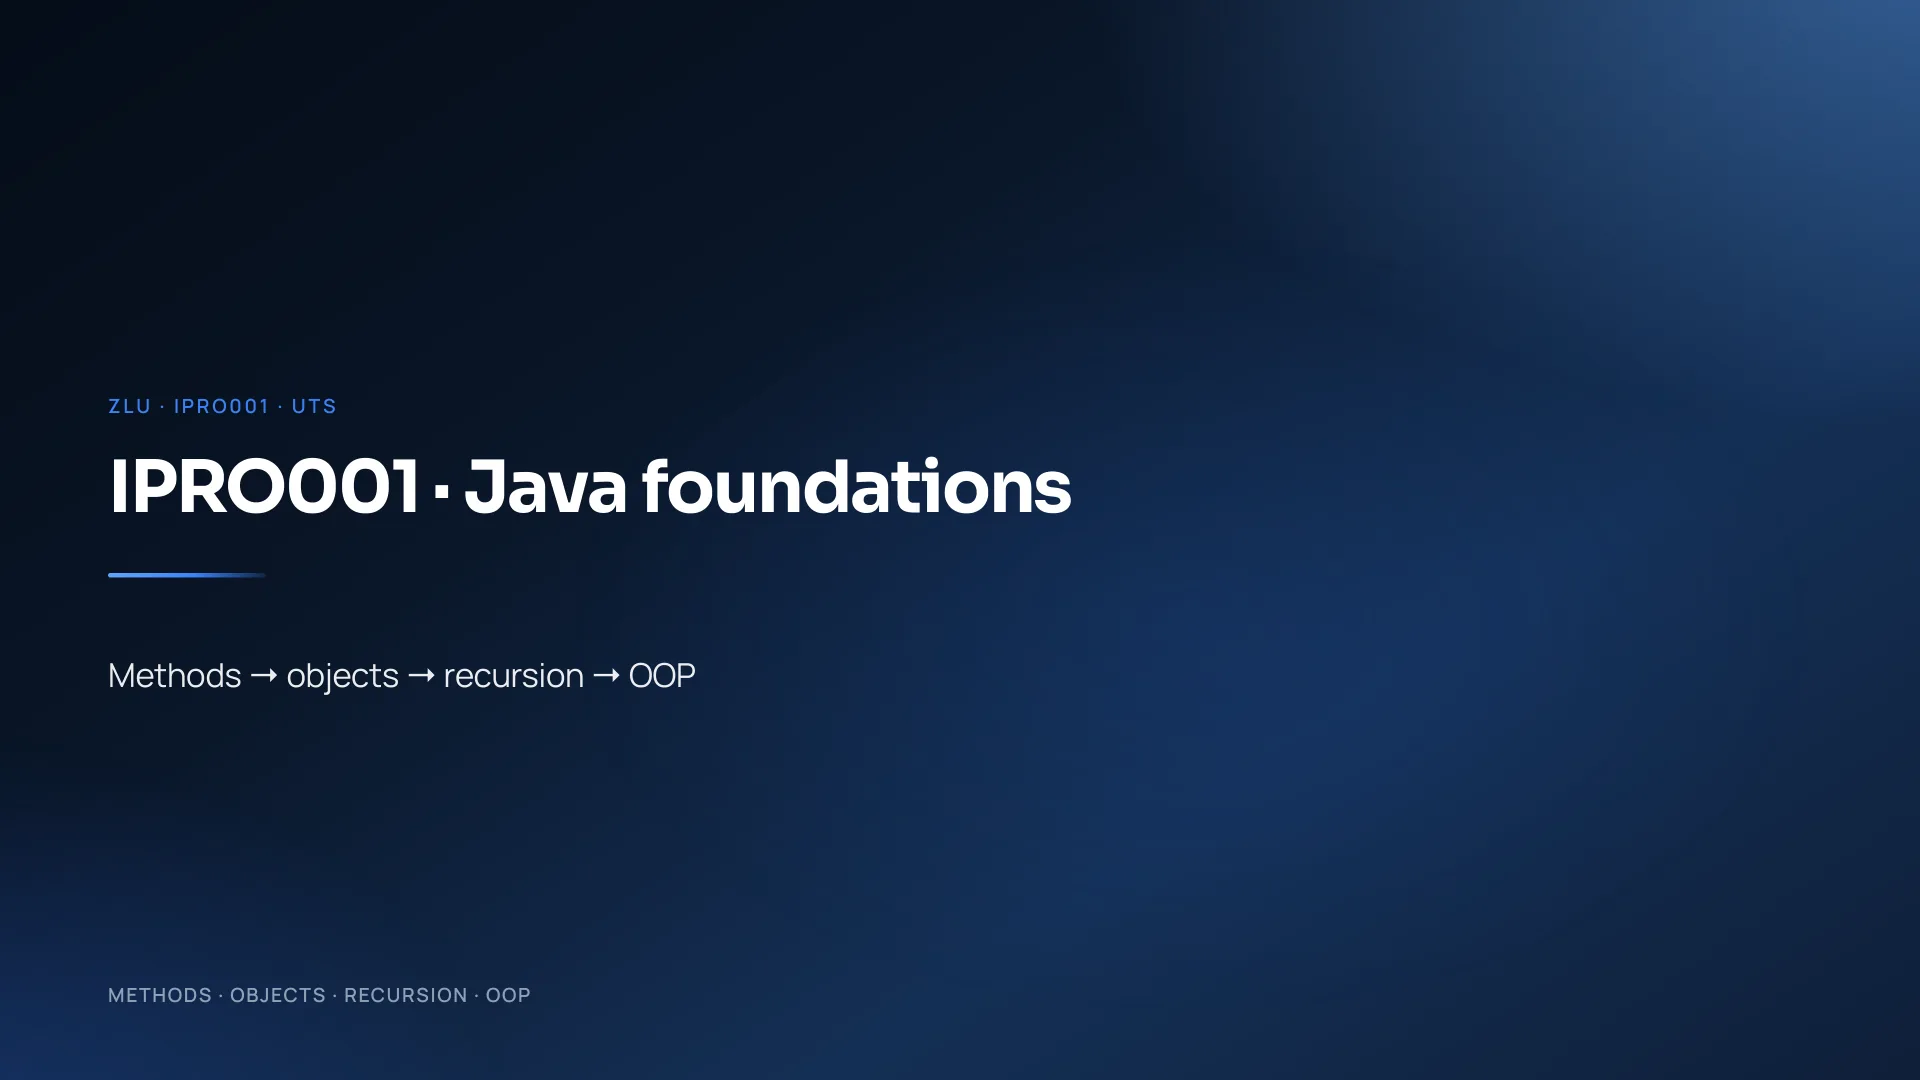 ZLU · IPRO001 · UTS
IPRO001 · Java foundations
Methods → objects → recursion → OOP
METHODS · OBJECTS · RECURSION · OOP